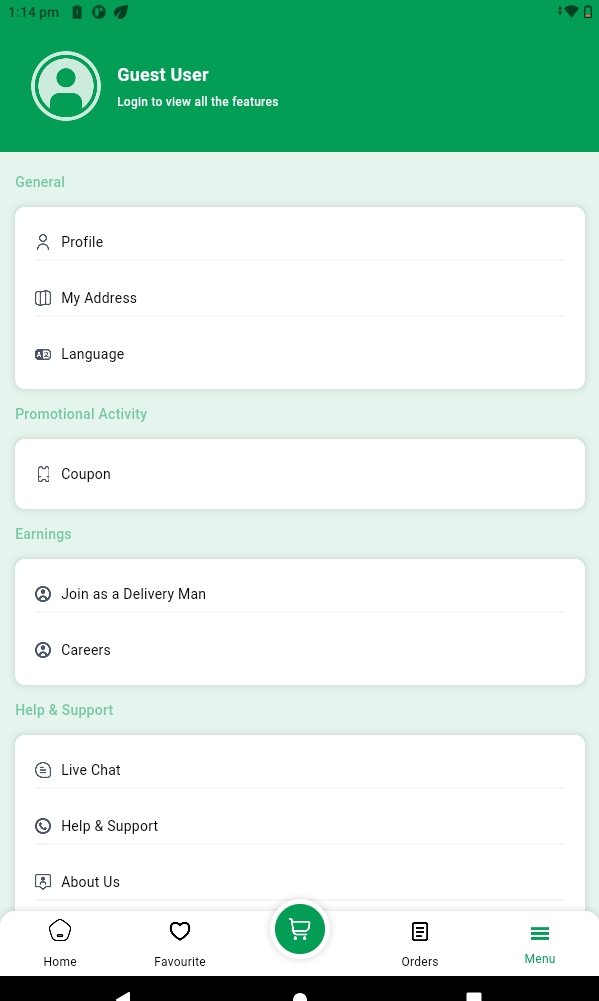 1:14 pm
Guest User
Login to view all the features
General
Profile
My Address
Language
Promotional Activity
Coupon
Earnings
Join as a Delivery Man
Careers
Help & Support
Live Chat
Help & Support
About Us
Home
Favourite
Orders
Menu